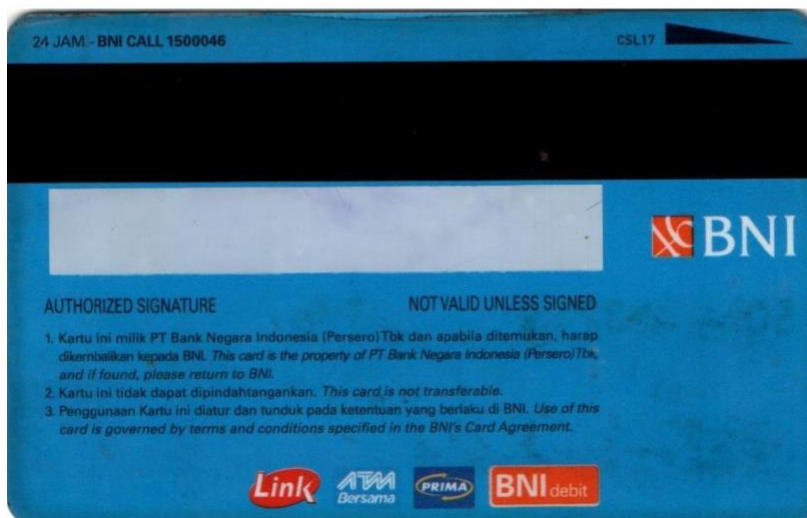 24 JAM - BNI CALL 1500046
CSL17
BNI
AUTHORIZED SIGNATURE
NOT VALID UNLESS SIGNED
1. Kartu ini milik PT Bank Negara Indonesia (Persero) Tbk dan apabila ditemukan, harap
dikembalikan kepada BNI. This card is the property of PT Bank Negara Indonesia (Persero) Tbk,
and if found, please return to BNI.
2. Kartu ini tidak dapat dipindahtangankan. This card is not transferable.
3. Penggunaan Kartu ini diatur dan tunduk pada ketentuan yang berlaku di BNI. Use of this
card is governed by terms and conditions specified in the BNI's Card Agreement.
Link
ATM
Bersama
PRIMA
BNI debit